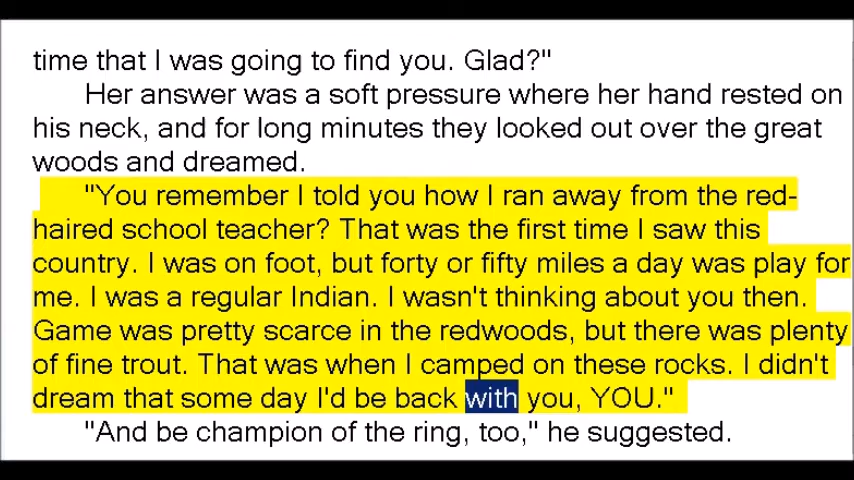 time that I was going to find you. Glad?"
Her answer was a soft pressure where her hand rested on
his neck, and for long minutes they looked out over the great
woods and dreamed.
"You remember I told you how I ran away from the red-
haired school teacher? That was the first time I saw this
country. I was on foot, but forty or fifty miles a day was play for
me. I was a regular Indian. I wasn't thinking about you then.
Game was pretty scarce in the redwoods, but there was plenty
of fine trout. That was when I camped on these rocks. I didn't
dream that some day I'd be back with you, YOU."
"And be champion of the ring, too," he suggested.